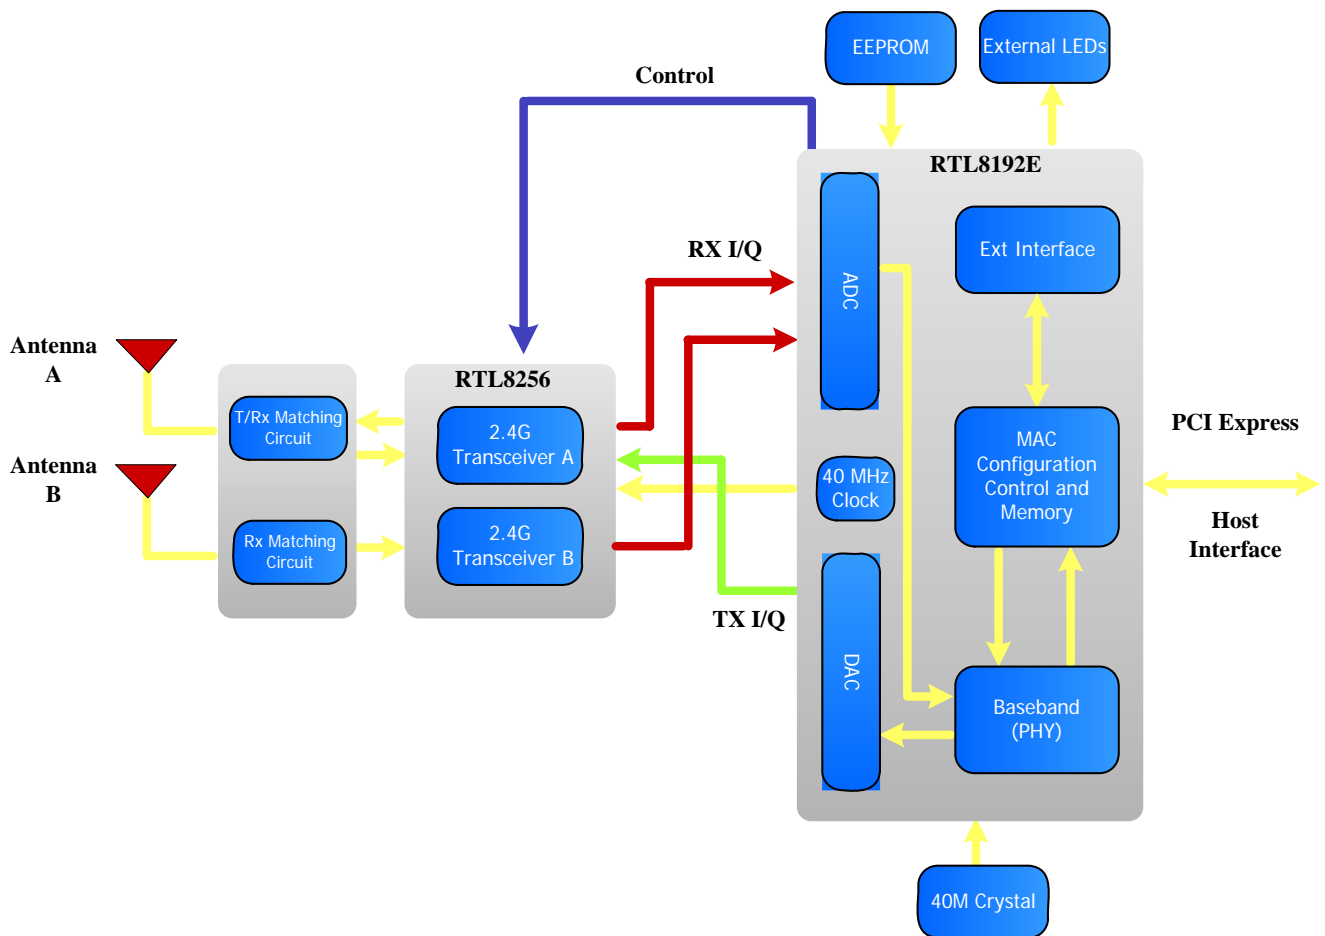 EEPROM
External LEDs
Control
RTL8192E
RX I/Q
ADC
Ext Interface
Antenna
A
RTL8256
T/Rx Matching
Circuit
2.4G
Transceiver A
MAC
Configuration
Control and
Memory
PCI Express
Antenna
B
40 MHz
Clock
Rx Matching
Circuit
2.4G
Transceiver B
Host
Interface
TX I/Q
DAC
Baseband
(PHY)
40M Crystal